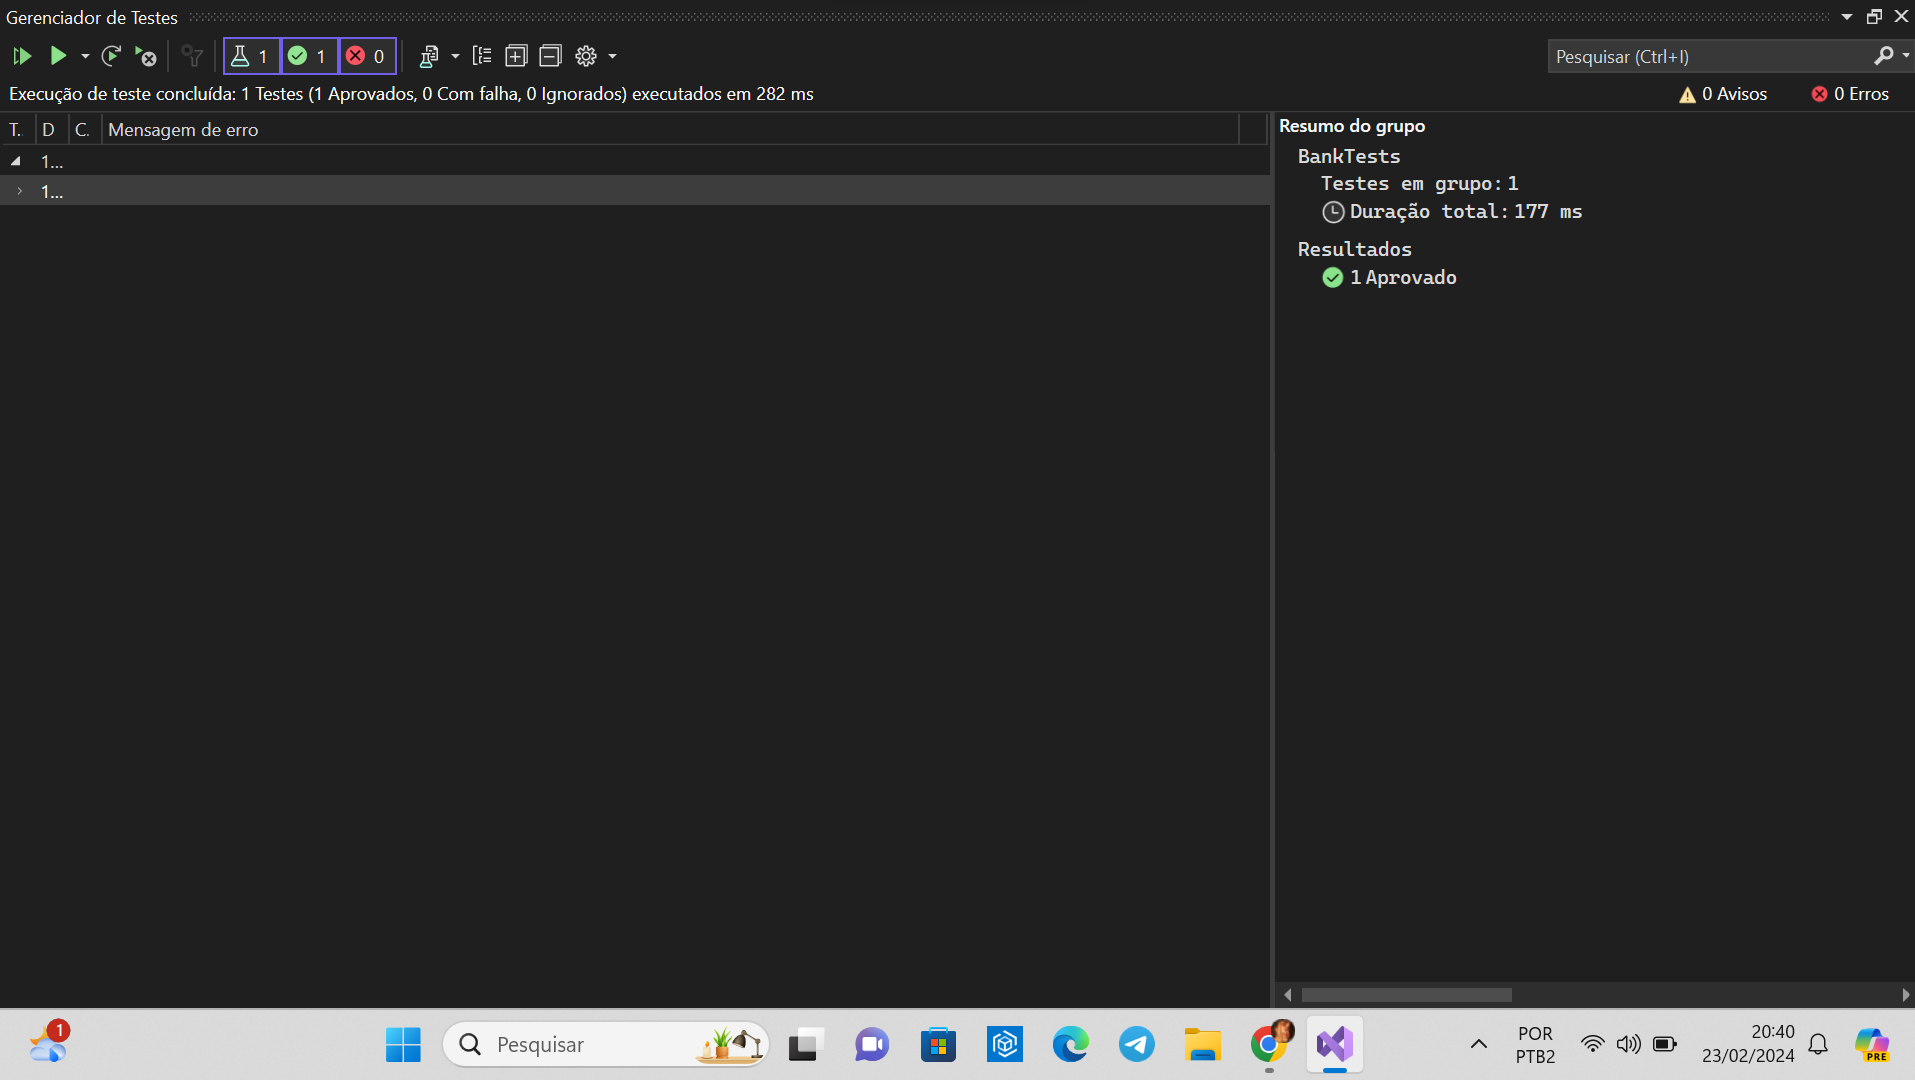 Gerenciador de Testes
1 1 0
Pesquisar (Ctrl+I)
Execução de teste concluída: 1 Testes (1 Aprovados, 0 Com falha, 0 Ignorados) executados em 282 ms
0 Avisos 0 Erros
T. D C. Mensagem de erro
1...
1...
Resumo do grupo
BankTests
Testes em grupo: 1
Duração total: 177 ms
Resultados
1 Aprovado
1
Pesquisar
POR
PTB2
20:40
23/02/2024
PRE